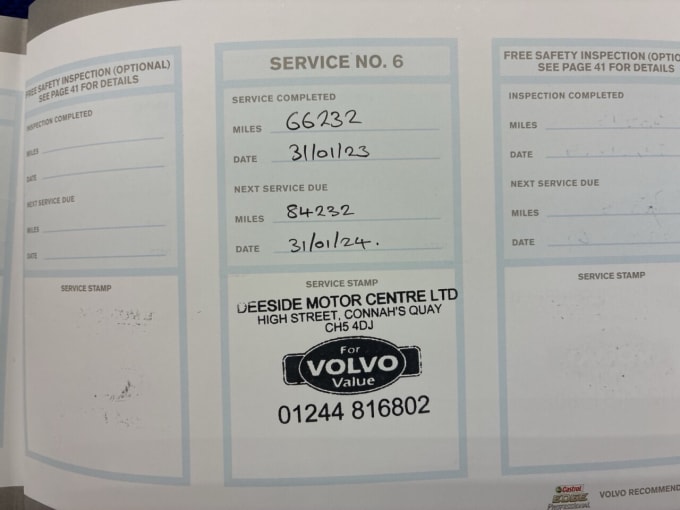 FREE SAFETY INSPECTION (OPTIONAL)
SEE PAGE 41 FOR DETAILS
INSPECTION COMPLETED
MILES
DATE
NEXT SERVICE DUE
MILES
DATE
SERVICE STAMP
SERVICE NO. 6
SERVICE COMPLETED
MILES 66232
DATE 31/01/23
NEXT SERVICE DUE
MILES 84232
DATE 31/01/24.
SERVICE STAMP
DEESIDE MOTOR CENTRE LTD
HIGH STREET, CONNAH'S QUAY
CH5 4DJ
For
VOLVO
Value
01244 816802
FREE SAFETY INSPECTION (OPTIO
SEE PAGE 41 FOR DETAILS
INSPECTION COMPLETED
MILES
DATE
NEXT SERVICE DUE
MILES
DATE
SERVICE STAMP
Castrol
EDGE
Professional
VOLVO RECOMMEND